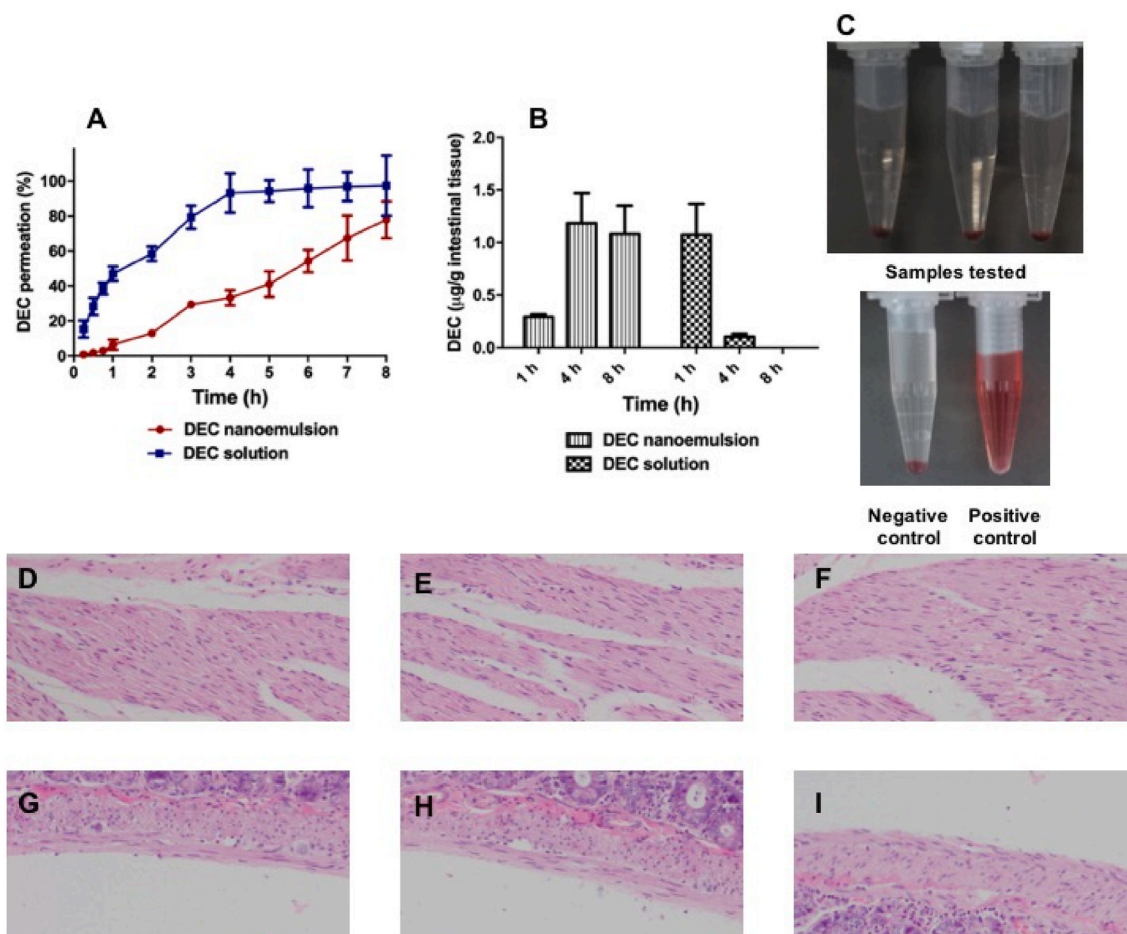 A
DEC permeation (%)
100
80
60
40
20
0
0 1 2 3 4 5 6 7 8
Time (h)
DEC nanoemulsion
DEC solution
B
DEC (µg/g intestinal tissue)
2.0
1.5
1.0
0.5
0.0
1 h 4 h 8 h 1 h 4 h 8 h
Time (h)
DEC nanoemulsion
DEC solution
C
Samples tested
Negative control
Positive control
D
E
F
G
H
I